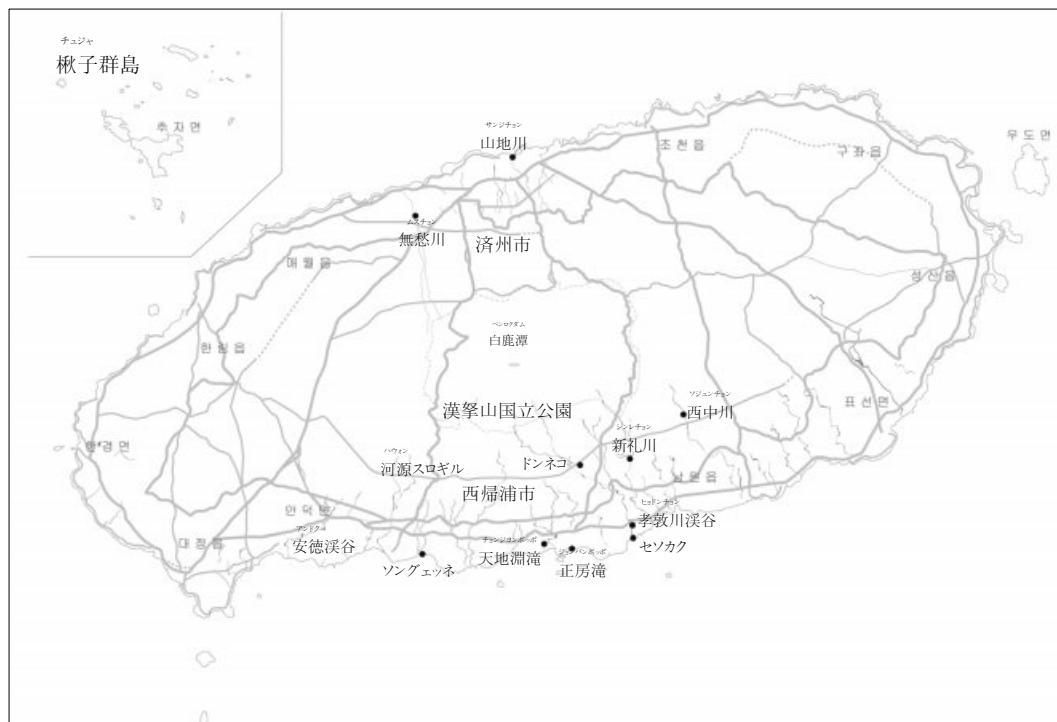 チュジャ
楸子群島
추자면
サンジチョン
山地川
조천읍
구좌읍
우도면
ムスチョン
無愁川
済州市
애월읍
성산읍
한림읍
ペンロクダム
白鹿潭
漢拏山国立公園
ソジュンチョン
西中川
표선면
シンレチョン
新礼川
한경면
ハウォン
河源スロギル
ドンネコ
남원읍
西帰浦市
안덕면
ヒョドンチョン
孝敦川渓谷
アンドクー
安徳渓谷
대정읍
チョンジヨンポッポ
天地淵滝
ジョンバンポッポ
正房滝
セソカク
ソングェッネ